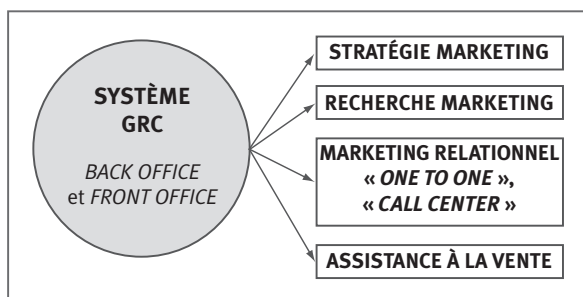 SYSTÈME
GRC
BACK OFFICE
et FRONT OFFICE
STRATÉGIE MARKETING
RECHERCHE MARKETING
MARKETING RELATIONNEL
« ONE TO ONE »,
« CALL CENTER »
ASSISTANCE À LA VENTE